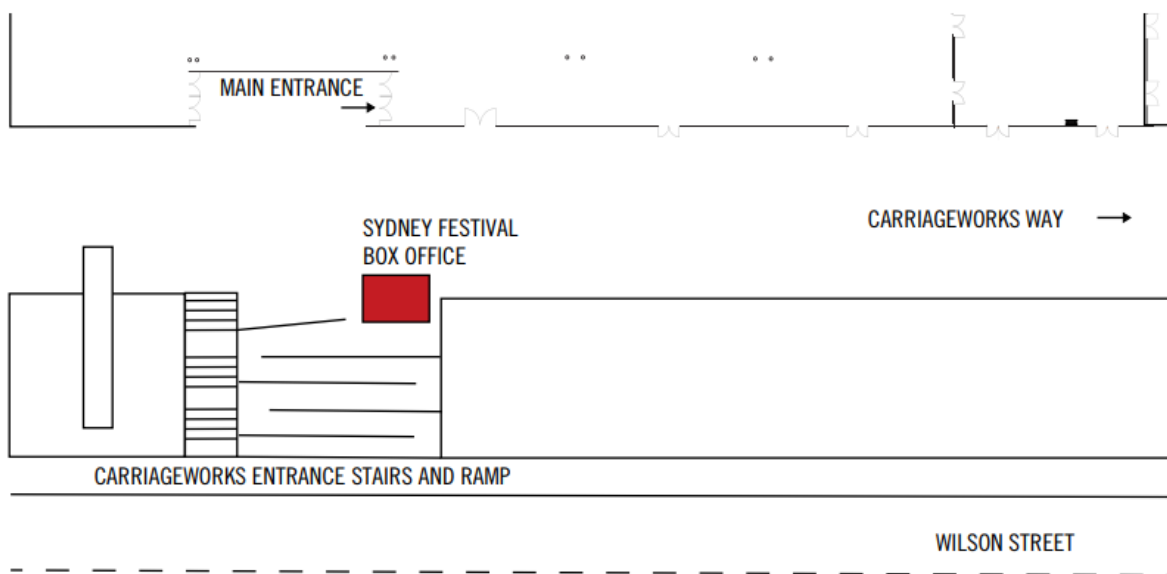 MAIN ENTRANCE
SYDNEY FESTIVAL
BOX OFFICE
CARRIAGEWORKS WAY
CARRIAGEWORKS ENTRANCE STAIRS AND RAMP
WILSON STREET